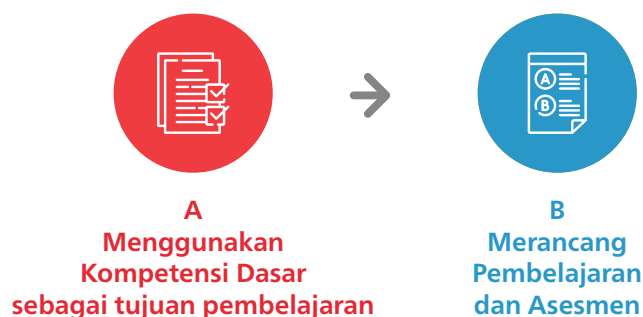 A
Menggunakan
Kompetensi Dasar
sebagai tujuan pembelajaran
A
B
B
Merancang
Pembelajaran
dan Asesmen